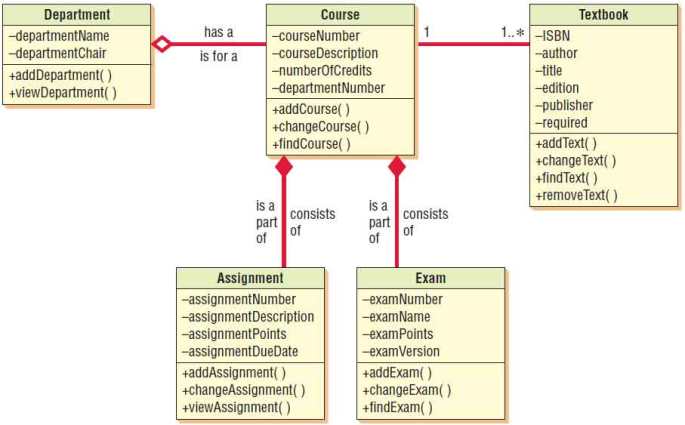 Department
–departmentName
–departmentChair
+addDepartment( )
+viewDepartment( )
has a
is for a
Course
–courseNumber
–courseDescription
–numberOfCredits
–departmentNumber
+addCourse( )
+changeCourse( )
+findCourse( )
1
1..*
Textbook
–ISBN
–author
–title
–edition
–publisher
–required
+addText( )
+changeText( )
+findText( )
+removeText( )
is a
part
of
consists
of
is a
part
of
consists
of
Assignment
–assignmentNumber
–assignmentDescription
–assignmentPoints
–assignmentDueDate
+addAssignment( )
+changeAssignment( )
+viewAssignment( )
Exam
–examNumber
–examName
–examPoints
–examVersion
+addExam( )
+changeExam( )
+findExam( )